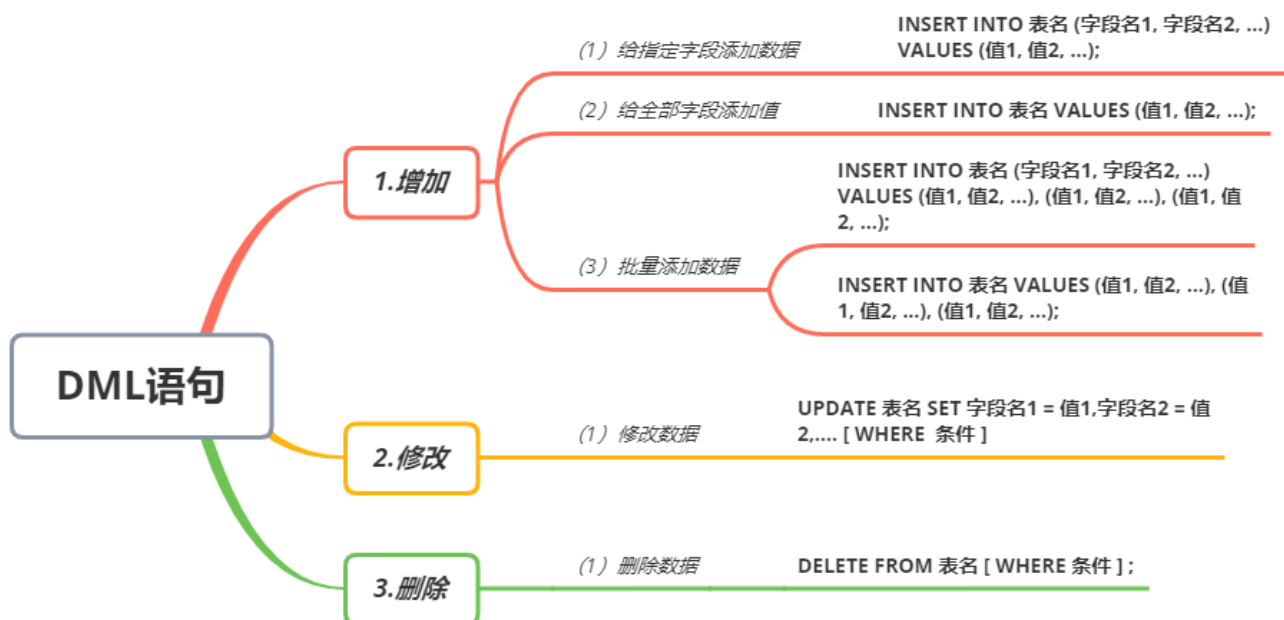 DML语句
1.增加
（1）给指定字段添加数据
INSERT INTO 表名 (字段名1, 字段名2, ...)
VALUES (值1, 值2, ...);
（2）给全部字段添加值
INSERT INTO 表名 VALUES (值1, 值2, ...);
（3）批量添加数据
INSERT INTO 表名 (字段名1, 字段名2, ...)
VALUES (值1, 值2, ...), (值1, 值2, ...), (值1, 值
2, ...);
INSERT INTO 表名 VALUES (值1, 值2, ...), (值
1, 值2, ...), (值1, 值2, ...);
2.修改
（1）修改数据
UPDATE 表名 SET 字段名1 = 值1,字段名2 = 值
2,.... [ WHERE  条件 ]
3.删除
（1）删除数据
DELETE FROM 表名 [ WHERE 条件 ] ;